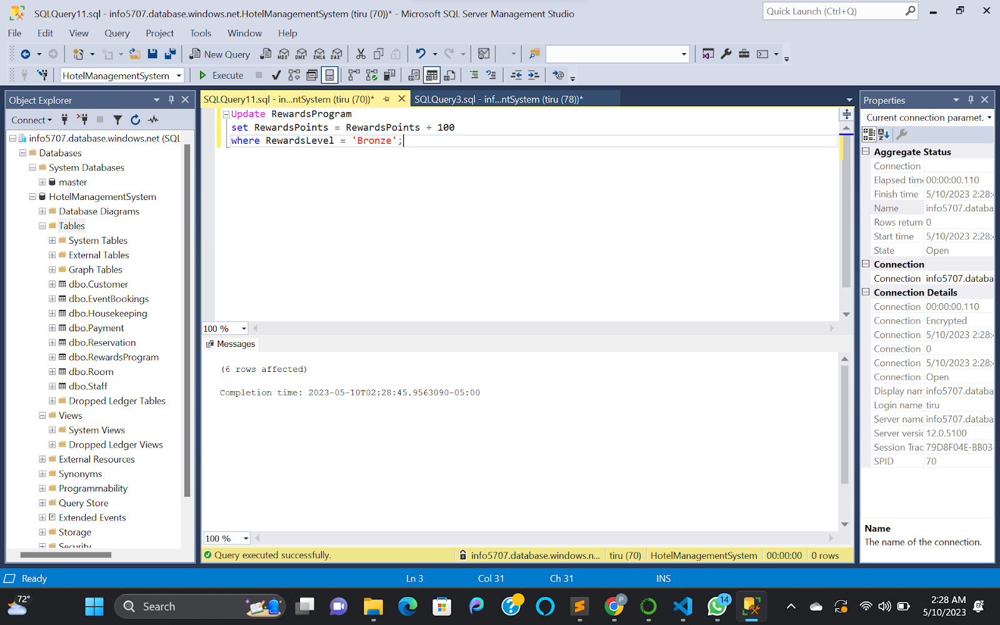 SQLQuery11.sql - info5707.database.windows.net.HotelManagementSystem (tiru (70))* - Microsoft SQL Server Management Studio
Quick Launch (Ctrl+Q)
File Edit View Query Project Tools Window Help
New Query
MDX DMX XMLA DAX
HotelManagementSystem
Execute
Object Explorer
Connect
info5707.database.windows.net (SQL
Databases
System Databases
master
HotelManagementSystem
Database Diagrams
Tables
System Tables
External Tables
Graph Tables
dbo.Customer
dbo.EventBookings
dbo.Housekeeping
dbo.Payment
dbo.Reservation
dbo.RewardsProgram
dbo.Room
dbo.Staff
Dropped Ledger Tables
Views
System Views
Dropped Ledger Views
External Resources
Synonyms
Programmability
Query Store
Extended Events
Storage
Security
SQLQuery11.sql - in...ntSystem (tiru (70))*
SQLQuery3.sql - inf...ntSystem (tiru (78))*
Update RewardsProgram
set RewardsPoints = RewardsPoints + 100
where RewardsLevel = 'Bronze';
100 %
Messages
(6 rows affected)
Completion time: 2023-05-10T02:28:45.9563090-05:00
100 %
Query executed successfully.
info5707.database.windows.n... tiru (70) HotelManagementSystem 00:00:00 0 rows
Properties
Current connection paramet.
Aggregate Status
Connection
Elapsed time 00:00:00.110
Finish time 5/10/2023 2:28:4
Name info5707.databa
Rows return 0
Start time 5/10/2023 2:28:4
State Open
Connection
Connection info5707.databa
Connection Details
Connection 00:00:00.110
Connection Encrypted
Connection 5/10/2023 2:28:4
Connection 0
Connection 5/10/2023 2:28:4
Connection Open
Display nam info5707.databa
Login name tiru
Server name info5707.databa
Server versic 12.0.5100
Session Trac 79D8F04E-BB03-
SPID 70
Name
The name of the connection.
Ready Ln 3 Col 31 Ch 31 INS
72°
Search
14
2:28 AM
5/10/2023